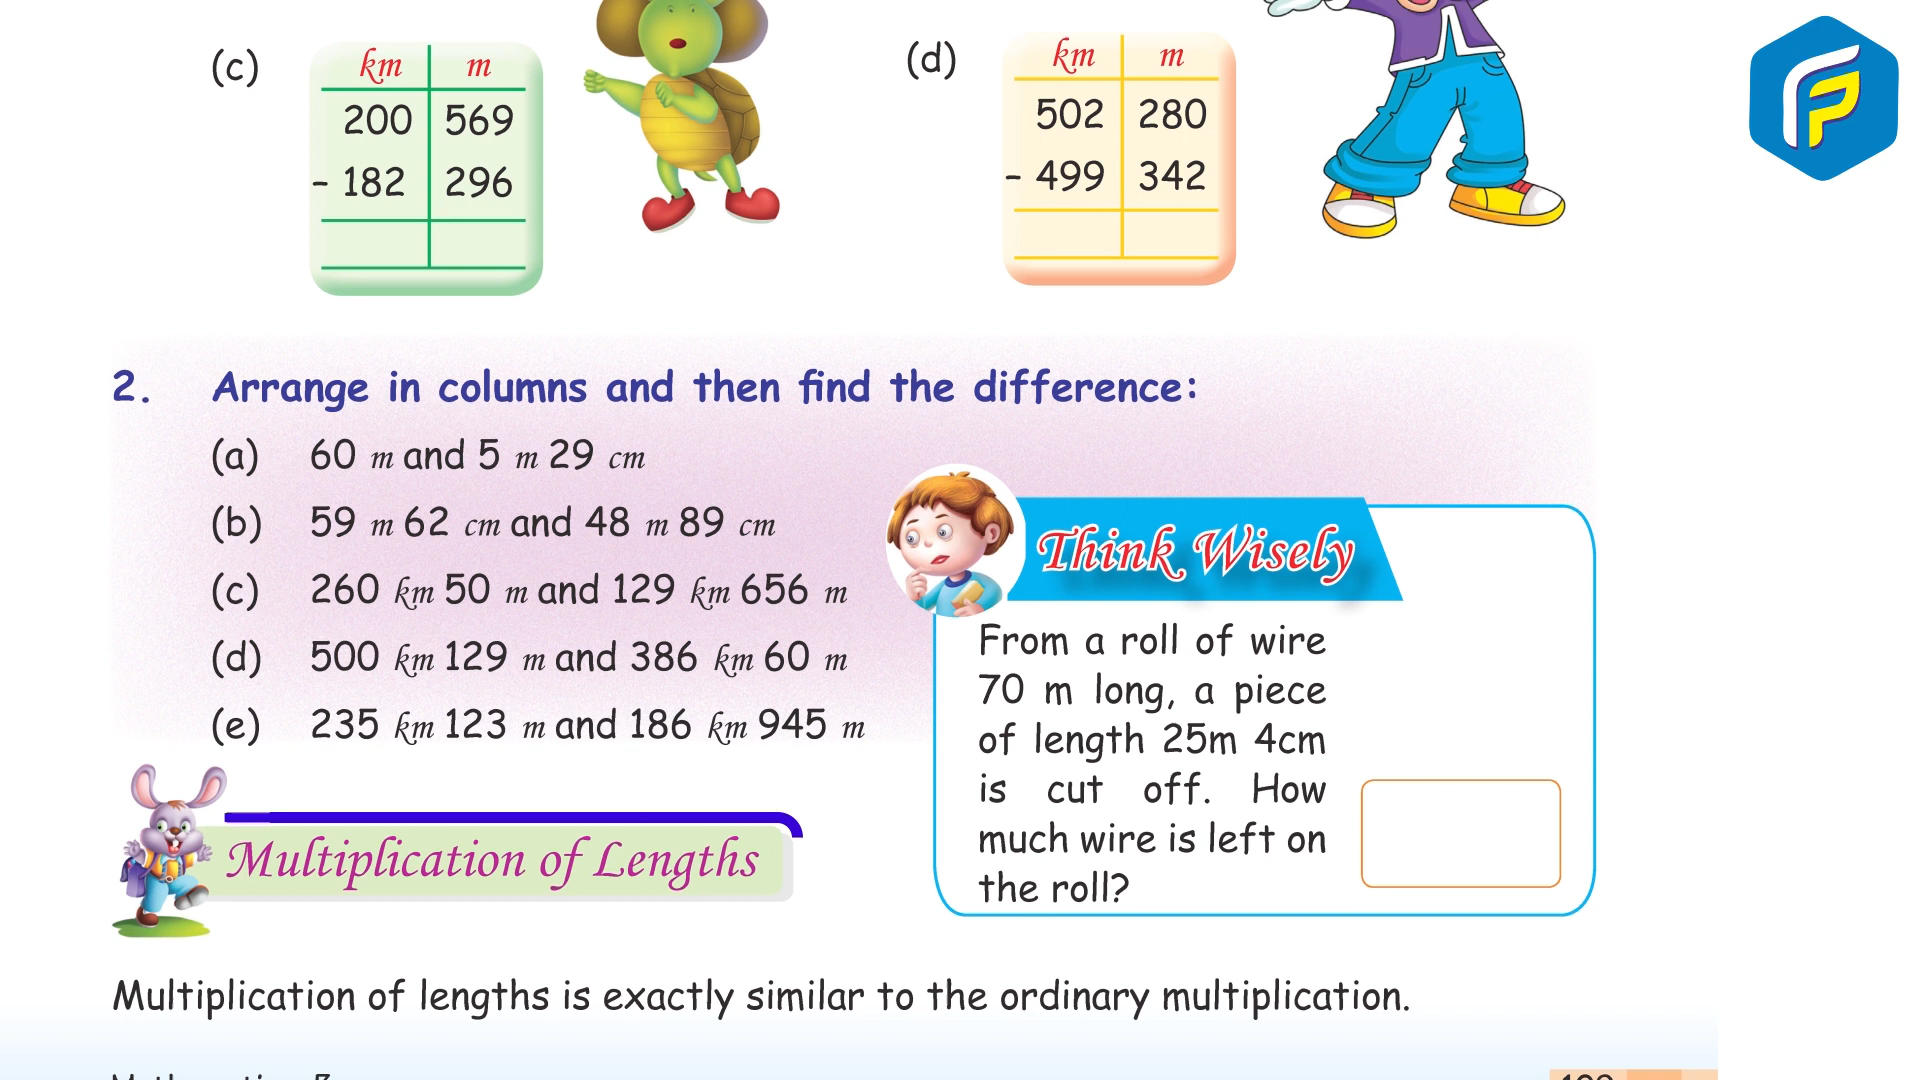 (c) km m
200 569
- 182 296
(d) km m
502 280
- 499 342
2. Arrange in columns and then find the difference:
(a) 60 m and 5 m 29 cm
(b) 59 m 62 cm and 48 m 89 cm
(c) 260 km 50 m and 129 km 656 m
(d) 500 km 129 m and 386 km 60 m
(e) 235 km 123 m and 186 km 945 m
Think Wisely
From a roll of wire
70 m long, a piece
of length 25m 4cm
is cut off. How
much wire is left on
the roll?
Multiplication of Lengths
Multiplication of lengths is exactly similar to the ordinary multiplication.